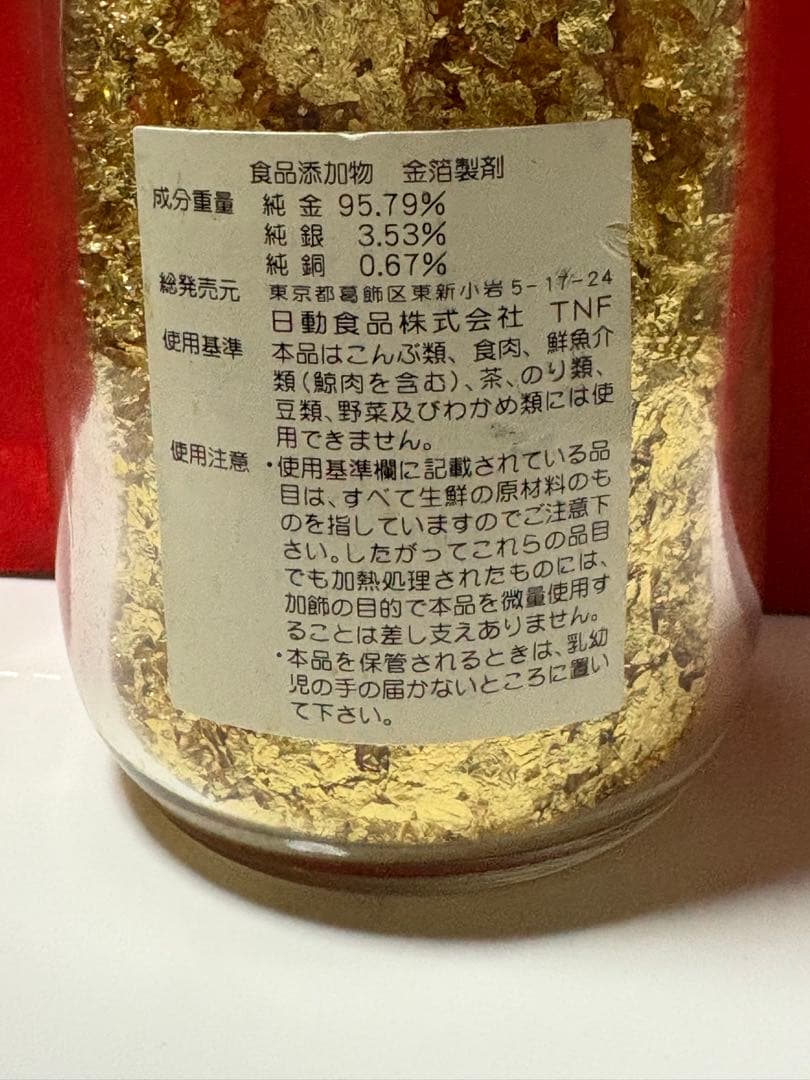 食品添加物 金箔製剤
成分重量 純金 95.79%
純銀 3.53%
純銅 0.67%
総発売元 東京都葛飾区東新小岩5-17-24
日動食品株式会社 TNF
使用基準 本品はこんぶ類、食肉、鮮魚介
類(鯨肉を含む)、茶、のり類、
豆類、野菜及びわかめ類には使
用できません。
使用注意 ・使用基準欄に記載されている品
目は、すべて生鮮の原材料のも
のを指していますのでご注意下
さい。したがってこれらの品目
でも加熱処理されたものには、
加飾の目的で本品を微量使用す
ることは差し支えありません。
・本品を保管されるときは、乳幼
児の手の届かないところに置い
て下さい。